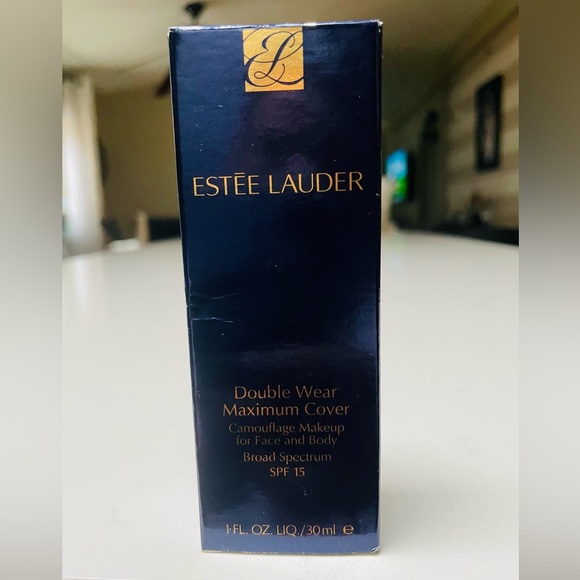 EL
ESTĒE LAUDER
Double Wear
Maximum Cover
Camouflage Makeup
for Face and Body
Broad Spectrum
SPF 15
1 FL. OZ. LIQ./30ml ℮